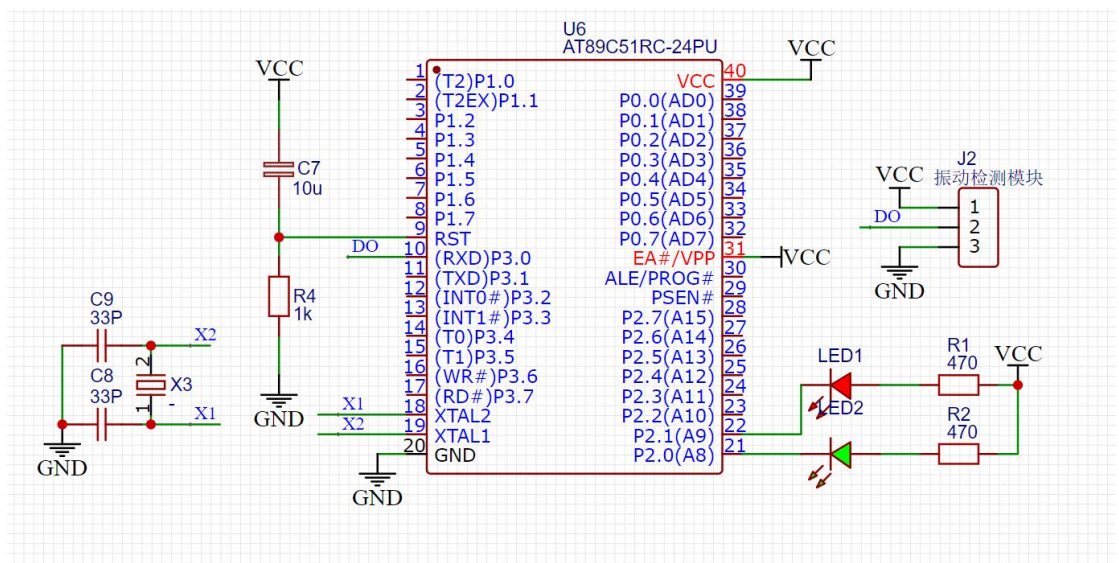 U6
AT89C51RC-24PU
VCC
C7
10u
R4
1k
GND
C9
33P
X2
2
X3
-
C8
33P
1
X1
GND
DO
X1
X2
GND
1 (T2)P1.0
2 (T2EX)P1.1
3 P1.2
4 P1.3
5 P1.4
6 P1.5
7 P1.6
8 P1.7
9 RST
10 (RXD)P3.0
11 (TXD)P3.1
12 (INT0#)P3.2
13 (INT1#)P3.3
14 (T0)P3.4
15 (T1)P3.5
16 (WR#)P3.6
17 (RD#)P3.7
18 XTAL2
19 XTAL1
20 GND
VCC 40
P0.0(AD0) 39
P0.1(AD1) 38
P0.2(AD2) 37
P0.3(AD3) 36
P0.4(AD4) 35
P0.5(AD5) 34
P0.6(AD6) 33
P0.7(AD7) 32
EA#/VPP 31
ALE/PROG# 30
PSEN# 29
P2.7(A15) 28
P2.6(A14) 27
P2.5(A13) 26
P2.4(A12) 25
P2.3(A11) 24
P2.2(A10) 23
P2.1(A9) 22
P2.0(A8) 21
VCC
VCC
J2
振动检测模块
VCC
DO
GND
1
2
3
LED1
R1
470
VCC
LED2
R2
470